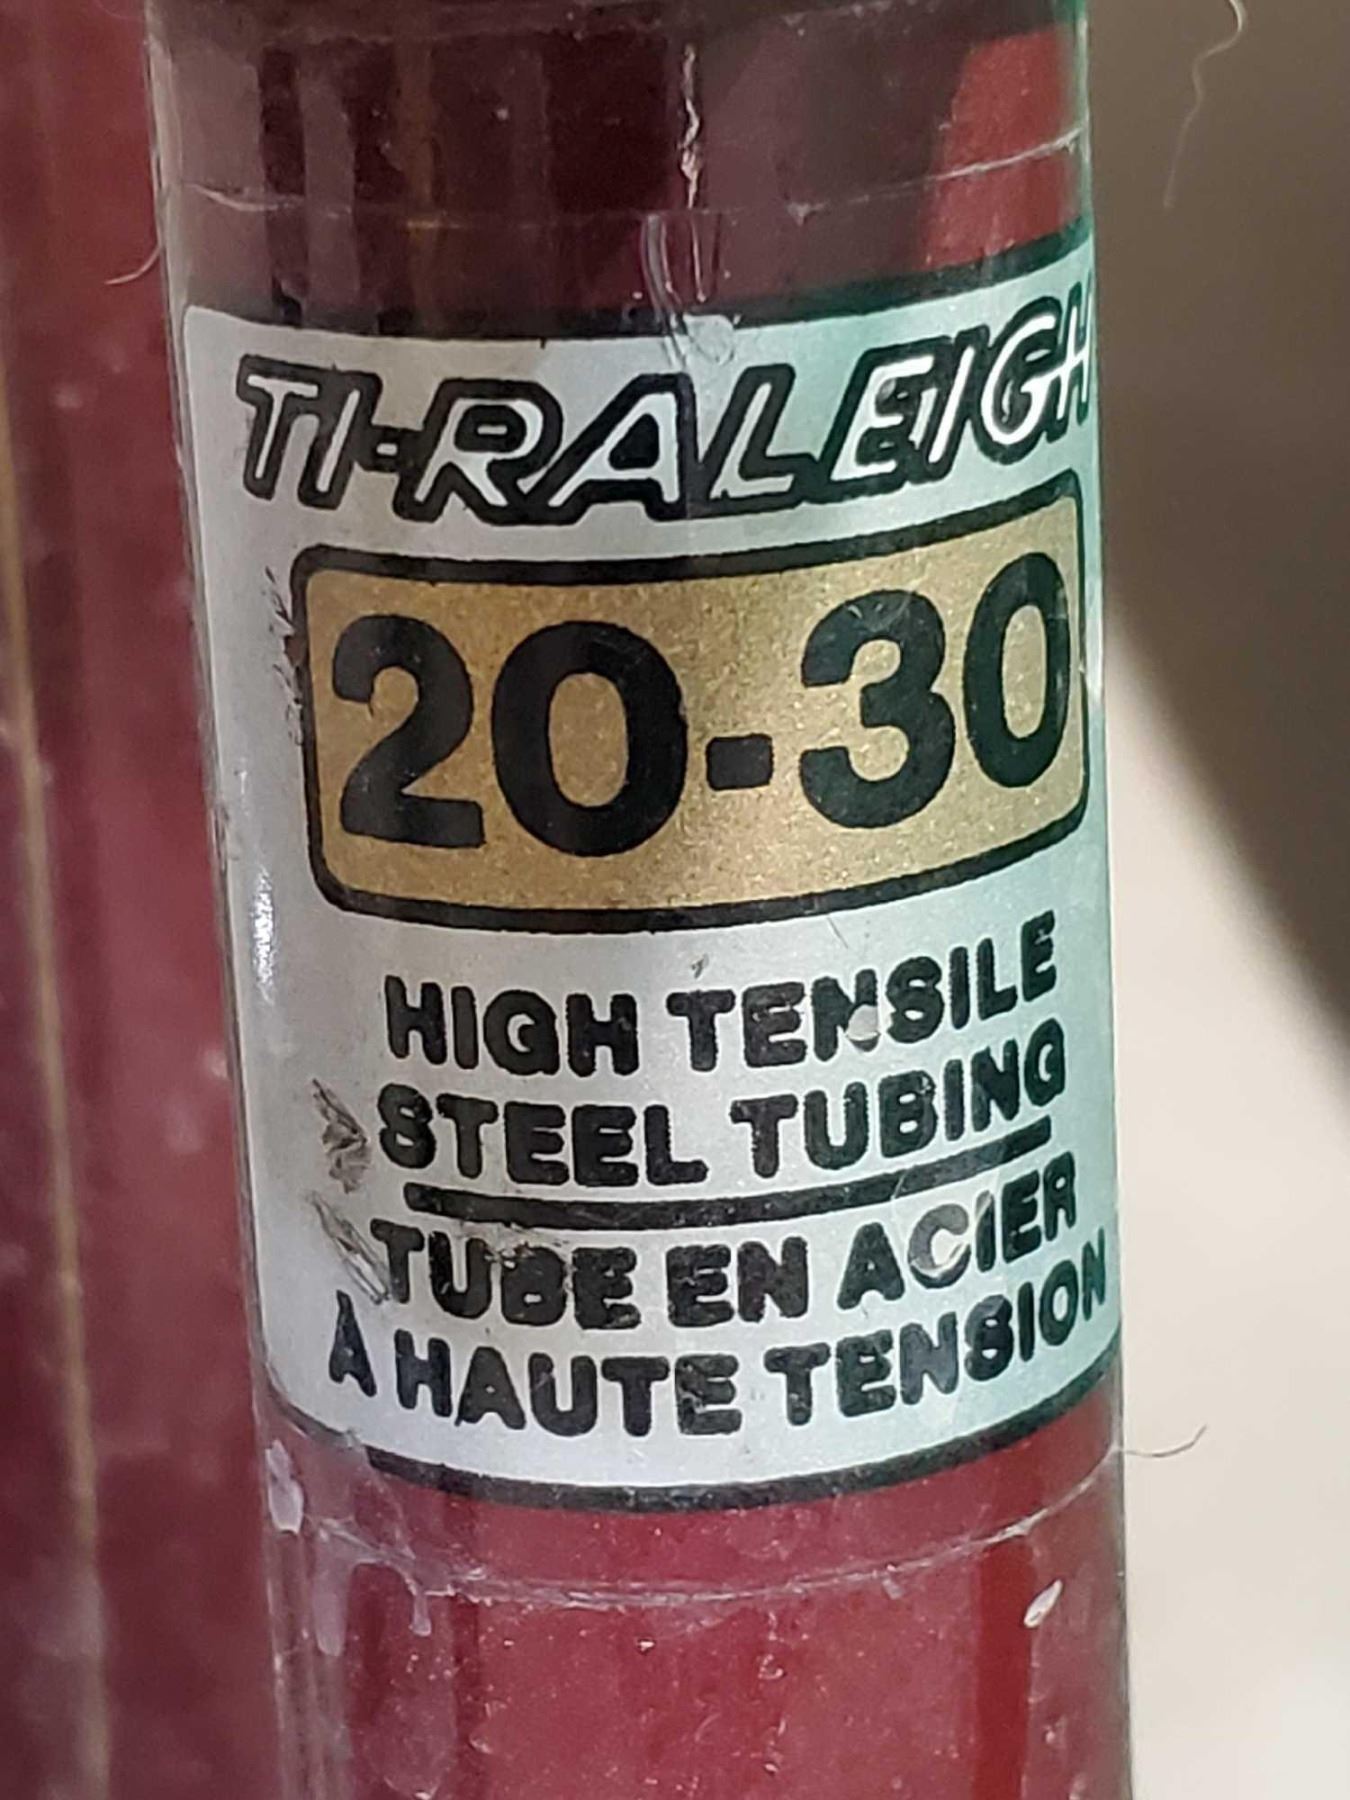 TI-RALEIGH
20-30
HIGH TENSILE
STEEL TUBING
TUBE EN ACIER
À HAUTE TENSION